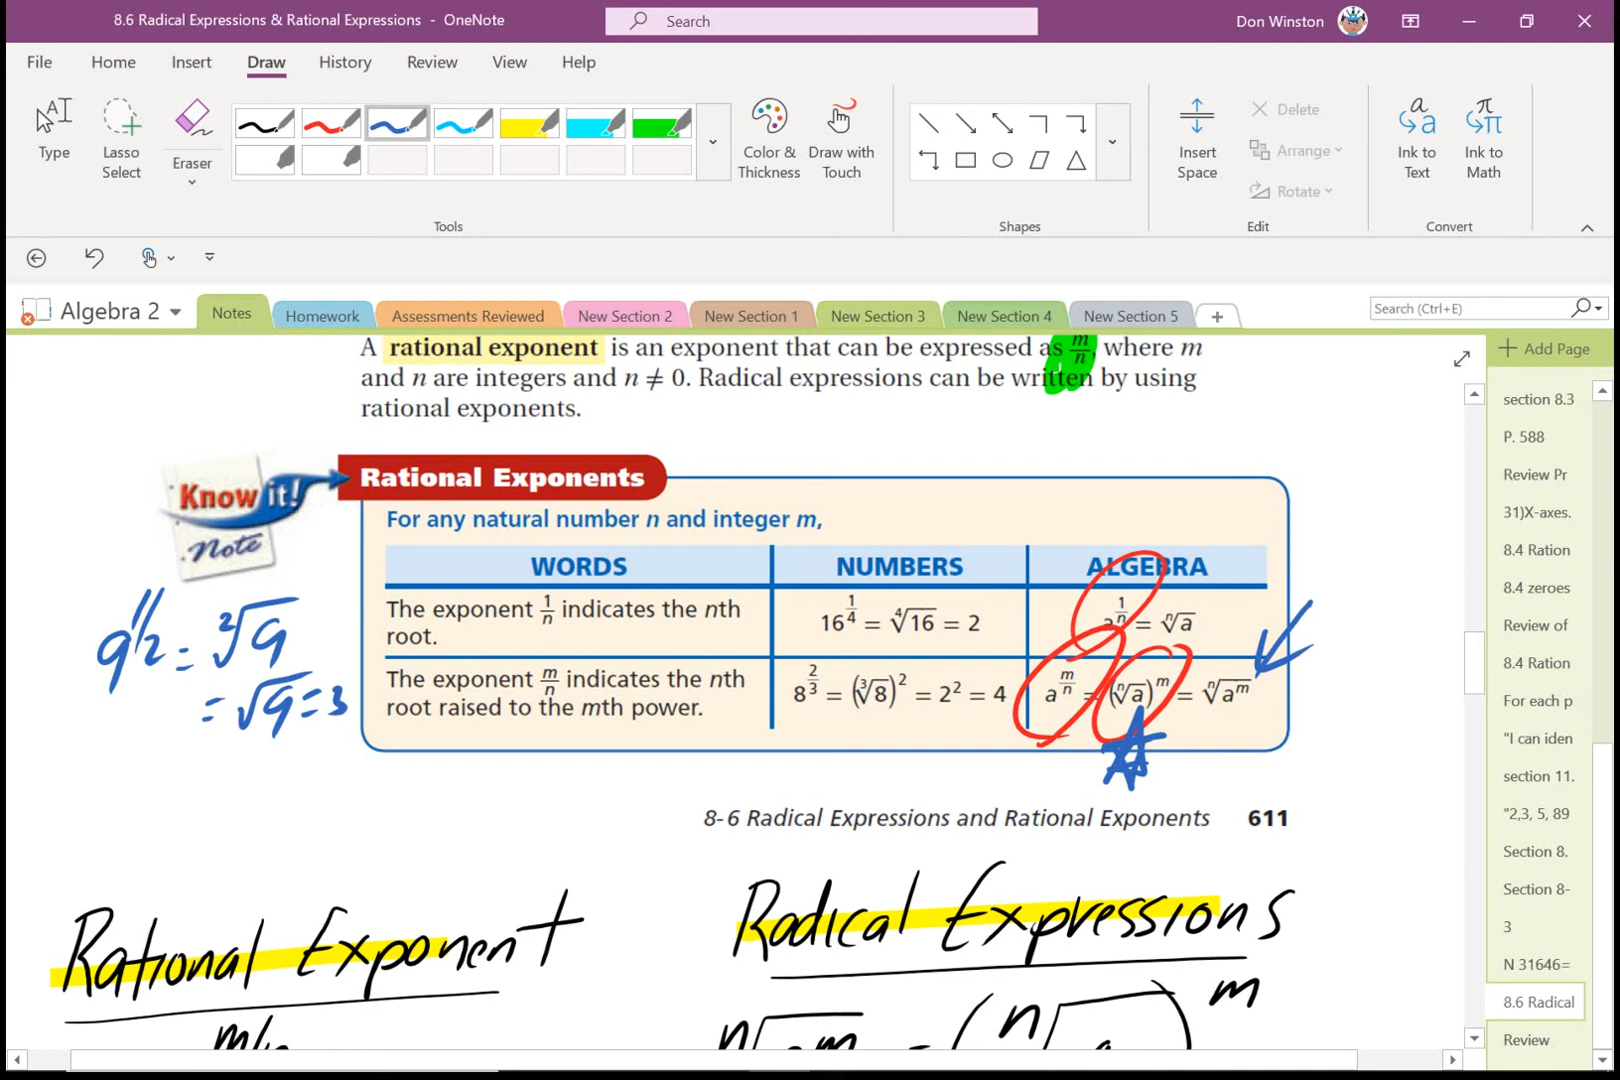 8.6 Radical Expressions & Rational Expressions - OneNote
Search
Don Winston
File Home Insert Draw History Review View Help
Type
Lasso Select
Eraser
Color & Thickness
Draw with Touch
Insert Space
Delete
Arrange
Rotate
Ink to Text
Ink to Math
Tools Shapes Edit Convert
Algebra 2
Notes Homework Assessments Reviewed New Section 2 New Section 1 New Section 3 New Section 4 New Section 5 +
Search (Ctrl+E)
A rational exponent is an exponent that can be expressed as m/n, where m
and n are integers and n ≠ 0. Radical expressions can be written by using
rational exponents.
Know it!
Note
Rational Exponents
For any natural number n and integer m,
WORDS NUMBERS ALGEBRA
The exponent 1/n indicates the nth
root.
16^(1/4) = ⁴√16 = 2
a^(1/n) = ⁿ√a
The exponent m/n indicates the nth
root raised to the mth power.
8^(2/3) = (³√8)² = 2² = 4
a^(m/n) = (ⁿ√a)^m = ⁿ√a^m
9^1/2 = ²√9
= √9 = 3
8-6 Radical Expressions and Rational Exponents 611
Rational Exponent
Radical Expressions
m/n
ⁿ√a^m = (ⁿ√a)^m
Add Page
section 8.3
P. 588
Review Pr
31)X-axes.
8.4 Ration
8.4 zeroes
Review of
8.4 Ration
For each p
"I can iden
section 11.
"2,3, 5, 89
Section 8.
Section 8-
3
N 31646=
8.6 Radical
Review